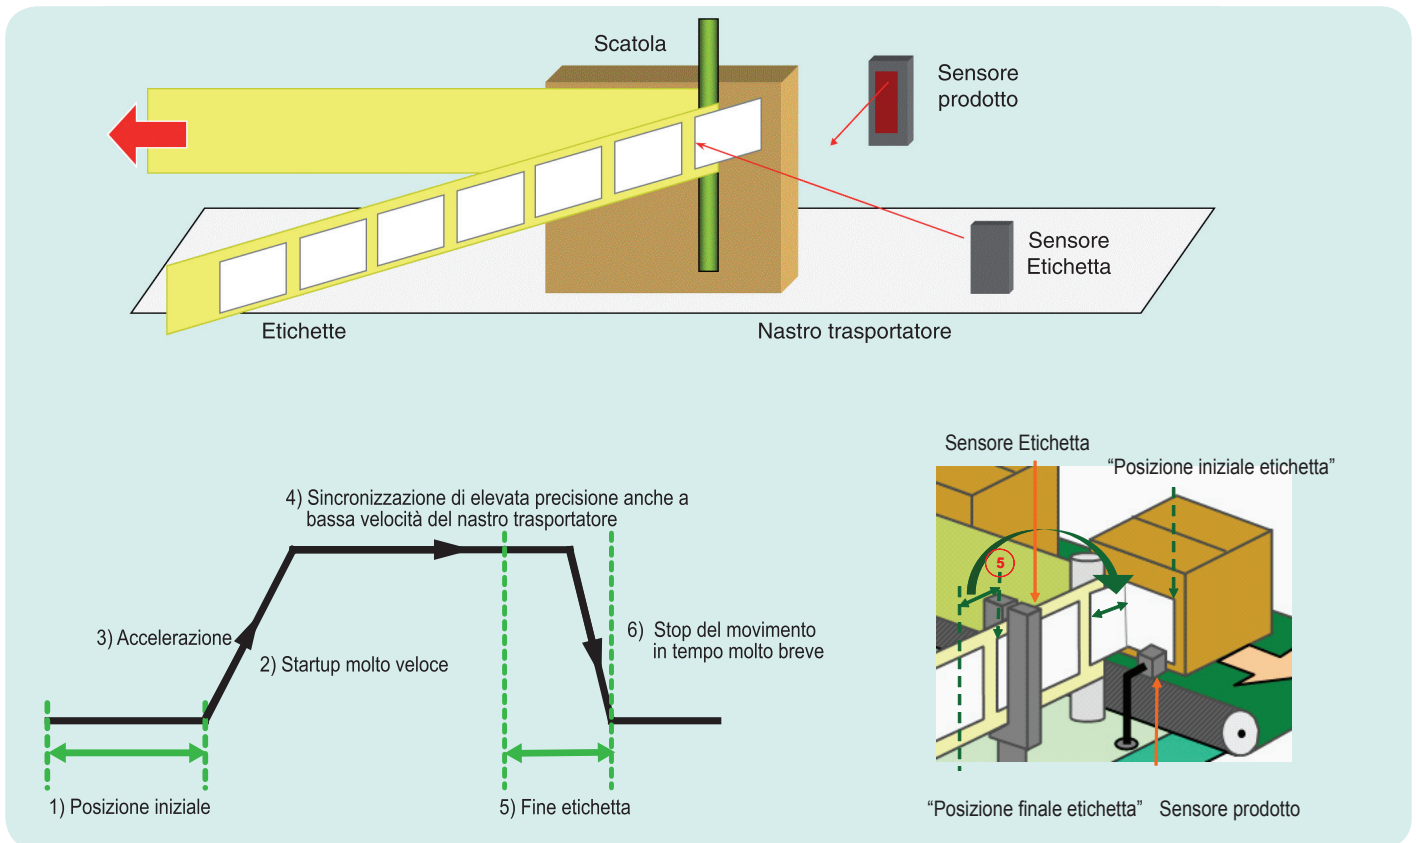 Scatola
Sensore
prodotto
Sensore
Etichetta
Etichette
Nastro trasportatore
4) Sincronizzazione di elevata precisione anche a
bassa velocità del nastro trasportatore
3) Accelerazione
2) Startup molto veloce
6) Stop del movimento
in tempo molto breve
1) Posizione iniziale
5) Fine etichetta
Sensore Etichetta
“Posizione iniziale etichetta”
5
“Posizione finale etichetta”
Sensore prodotto